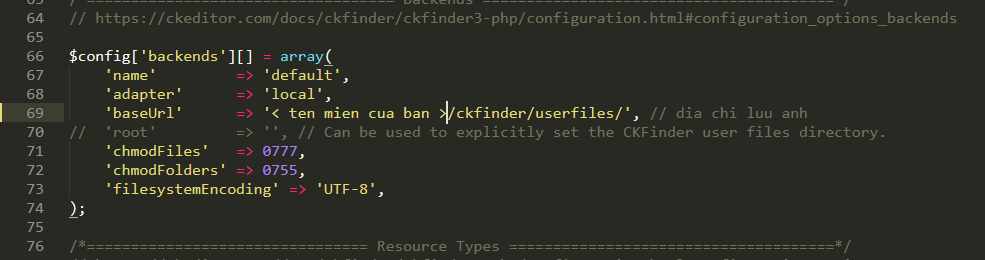 65 /*================================== Backends ========================================*/
64 // https://ckeditor.com/docs/ckfinder/ckfinder3-php/configuration.html#configuration_options_backends
65
66 $config['backends'][] = array(
67 'name' => 'default',
68 'adapter' => 'local',
69 'baseUrl' => '< ten mien cua ban >/ckfinder/userfiles/', // dia chi luu anh
70 // 'root' => '', // Can be used to explicitly set the CKFinder user files directory.
71 'chmodFiles' => 0777,
72 'chmodFolders' => 0755,
73 'filesystemEncoding' => 'UTF-8',
74 );
75
76 /*================================ Resource Types =====================================*/